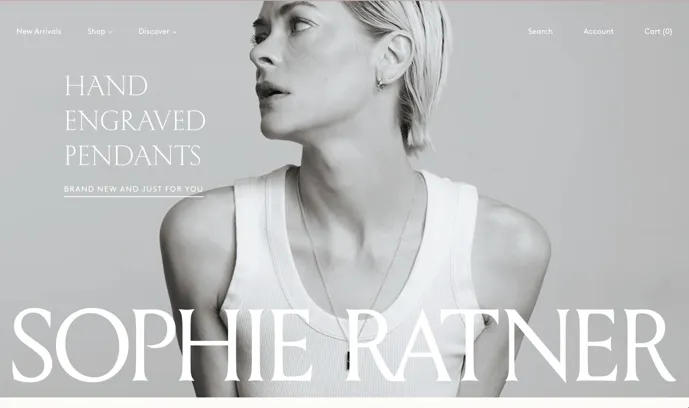 New Arrivals Shop Discover Search Account Cart (0)
HAND
ENGRAVED
PENDANTS
BRAND NEW AND JUST FOR YOU
SOPHIE RATNER